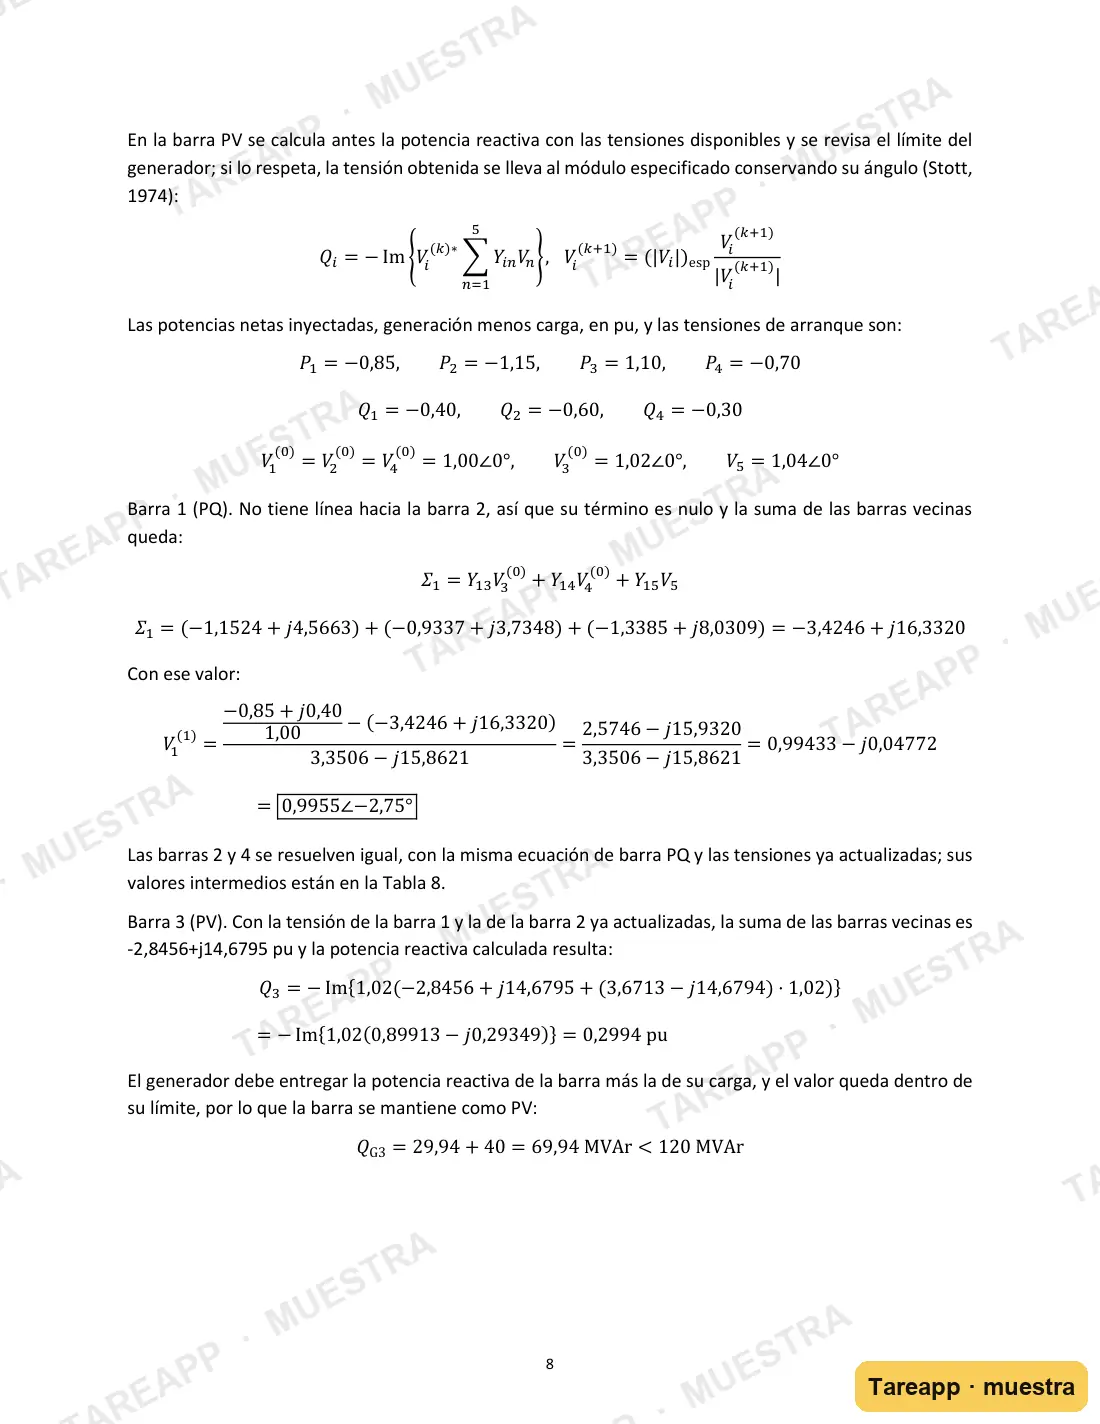 En la barra PV se calcula antes la potencia reactiva con las tensiones disponibles y se revisa el límite del
generador; si lo respeta, la tensión obtenida se lleva al módulo especificado conservando su ángulo (Stott,
1974):
Q_i = − Im{V_i^(k)* ∑_{n=1}^{5} Y_in V_n}, V_i^(k+1) = (|V_i|)_esp V_i^(k+1) / |V_i^(k+1)|
Las potencias netas inyectadas, generación menos carga, en pu, y las tensiones de arranque son:
P_1 = −0,85, P_2 = −1,15, P_3 = 1,10, P_4 = −0,70
Q_1 = −0,40, Q_2 = −0,60, Q_4 = −0,30
V_1^(0) = V_2^(0) = V_4^(0) = 1,00∠0°, V_3^(0) = 1,02∠0°, V_5 = 1,04∠0°
Barra 1 (PQ). No tiene línea hacia la barra 2, así que su término es nulo y la suma de las barras vecinas
queda:
Σ_1 = Y_13 V_3^(0) + Y_14 V_4^(0) + Y_15 V_5
Σ_1 = (−1,1524 + j4,5663) + (−0,9337 + j3,7348) + (−1,3385 + j8,0309) = −3,4246 + j16,3320
Con ese valor:
V_1^(1) = ((−0,85 + j0,40)/1,00 − (−3,4246 + j16,3320)) / (3,3506 − j15,8621) = (2,5746 − j15,9320) / (3,3506 − j15,8621) = 0,99433 − j0,04772
= 0,9955∠−2,75°
Las barras 2 y 4 se resuelven igual, con la misma ecuación de barra PQ y las tensiones ya actualizadas; sus
valores intermedios están en la Tabla 8.
Barra 3 (PV). Con la tensión de la barra 1 y la de la barra 2 ya actualizadas, la suma de las barras vecinas es
-2,8456+j14,6795 pu y la potencia reactiva calculada resulta:
Q_3 = − Im{1,02(−2,8456 + j14,6795 + (3,6713 − j14,6794) · 1,02)}
= − Im{1,02(0,89913 − j0,29349)} = 0,2994 pu
El generador debe entregar la potencia reactiva de la barra más la de su carga, y el valor queda dentro de
su límite, por lo que la barra se mantiene como PV:
Q_G3 = 29,94 + 40 = 69,94 MVAr < 120 MVAr
8
Tareapp · muestra
TAREAPP · MUESTRA